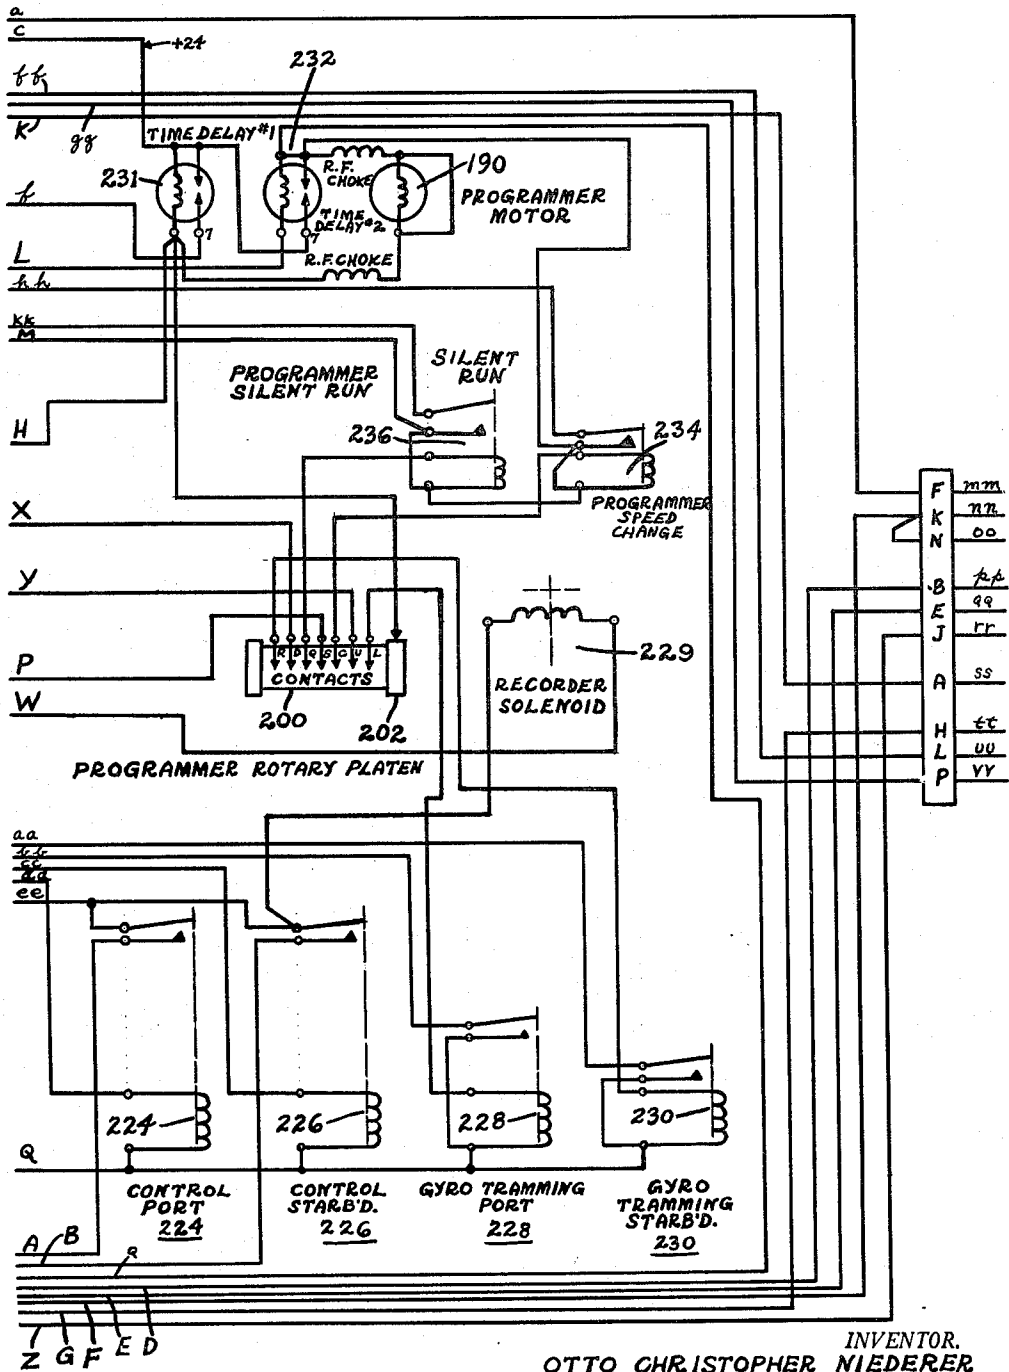 a
c
+24
ff
K
gg
232
TIME DELAY #1
231
R.F.
CHOKE
190
PROGRAMMER
MOTOR
f
TIME
DELAY #2
7
7
L
R.F. CHOKE
hh
kk
M
SILENT
RUN
PROGRAMMER
SILENT RUN
H
236
234
PROGRAMMER
SPEED
CHANGE
X
Y
F mm
K nn
N oo
B pp
E qq
J rr
A ss
H tt
L uu
P vv
P
R B Q S C U L
CONTACTS
200
202
229
RECORDER
SOLENOID
W
PROGRAMMER ROTARY PLATEN
aa
bb
cc
dd
ee
224
226
228
230
Q
CONTROL
PORT
224
CONTROL
STARB'D.
226
GYRO TRAMMING
PORT
228
GYRO
TRAMMING
STARB'D.
230
A
B
Z
G
F
E
D
INVENTOR.
OTTO CHRISTOPHER NIEDERER